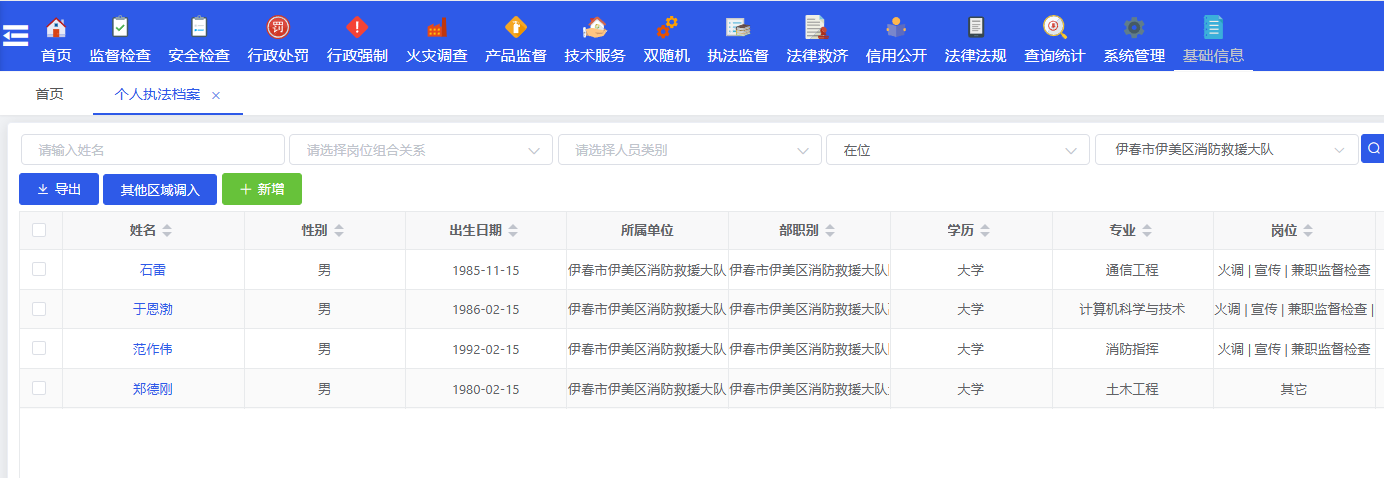 首页 监督检查 安全检查 行政处罚 行政强制 火灾调查 产品监督 技术服务 双随机 执法监督 法律救济 信用公开 法律法规 查询统计 系统管理 基础信息
首页 个人执法档案 ×
请输入姓名 请选择岗位组合关系 请选择人员类别 在位 伊春市伊美区消防救援大队
导出 其他区域调入 + 新增
姓名 性别 出生日期 所属单位 部职别 学历 专业 岗位
石雷 男 1985-11-15 伊春市伊美区消防救援大队 伊春市伊美区消防救援大队 大学 通信工程 火调 | 宣传 | 兼职监督检查
于恩渤 男 1986-02-15 伊春市伊美区消防救援大队 伊春市伊美区消防救援大队 大学 计算机科学与技术 火调 | 宣传 | 兼职监督检查 |
范作伟 男 1992-02-15 伊春市伊美区消防救援大队 伊春市伊美区消防救援大队 大学 消防指挥 火调 | 宣传 | 兼职监督检查
郑德刚 男 1980-02-15 伊春市伊美区消防救援大队 伊春市伊美区消防救援大队 大学 土木工程 其它